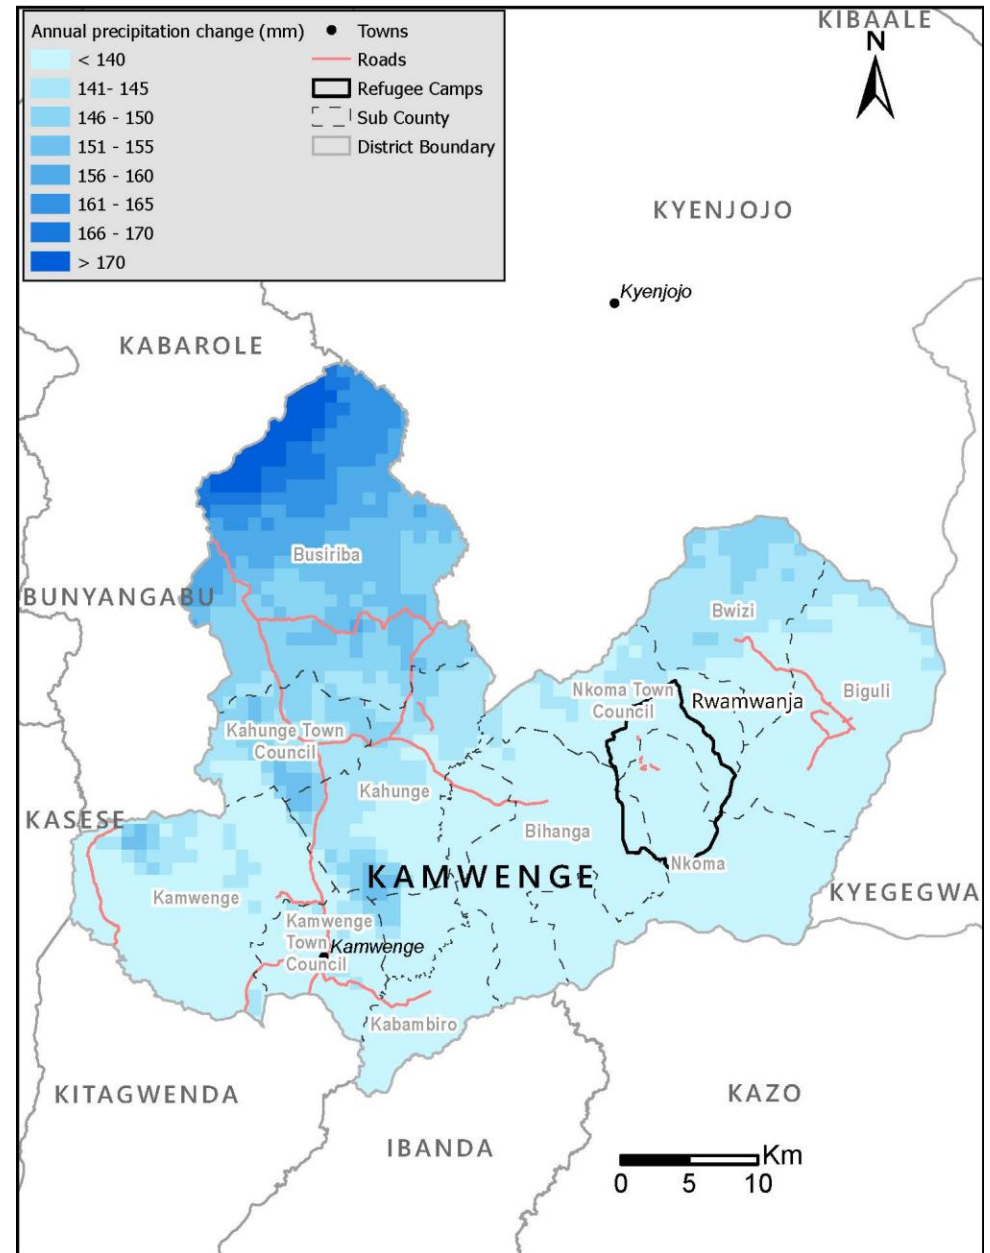 Annual precipitation change (mm)
< 140
141- 145
146 - 150
151 - 155
156 - 160
161 - 165
166 - 170
> 170
Towns
Roads
Refugee Camps
Sub County
District Boundary
KIBAALE
N
KYENJOJO
Kyenjojo
KABAROLE
Busiriba
BUNYANGABU
Bwizi
Nkoma Town
Council
Rwamwanja
Biguli
Kahunge Town
Council
Kahunge
KASESE
Bihanga
Nkoma
KAMWENGE
Kamwenge
KYEGEGWA
Kamwenge
Town
Council
Kamwenge
Kabambiro
KITAGWENDA
KAZO
IBANDA
Km
0 5 10